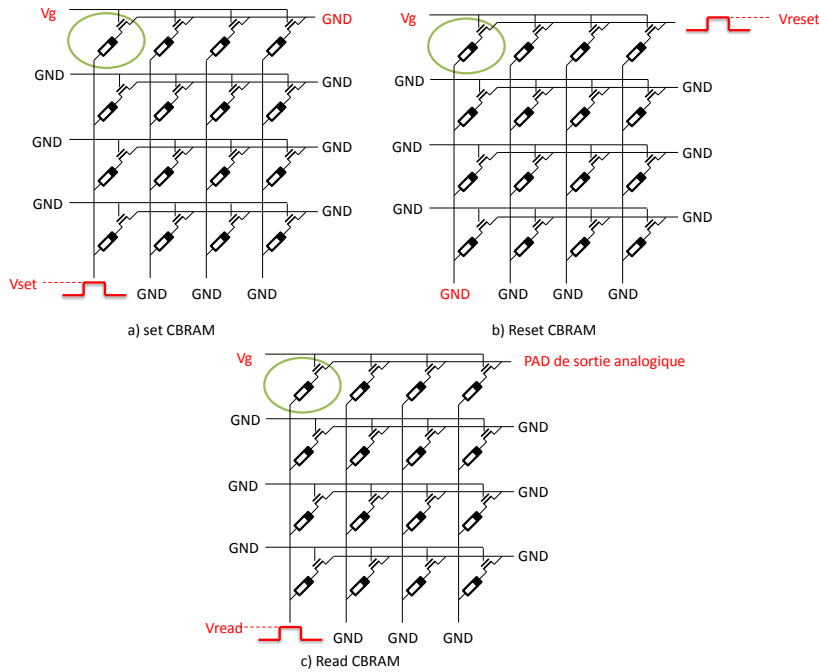 Vg
GND
GND
GND
GND
GND
GND
GND
Vset
GND GND GND
a) set CBRAM
Vg
Vreset
GND
GND
GND
GND
GND
GND
GND GND GND GND
b) Reset CBRAM
Vg
PAD de sortie analogique
GND
GND
GND
GND
GND
GND
Vread
GND GND GND
c) Read CBRAM